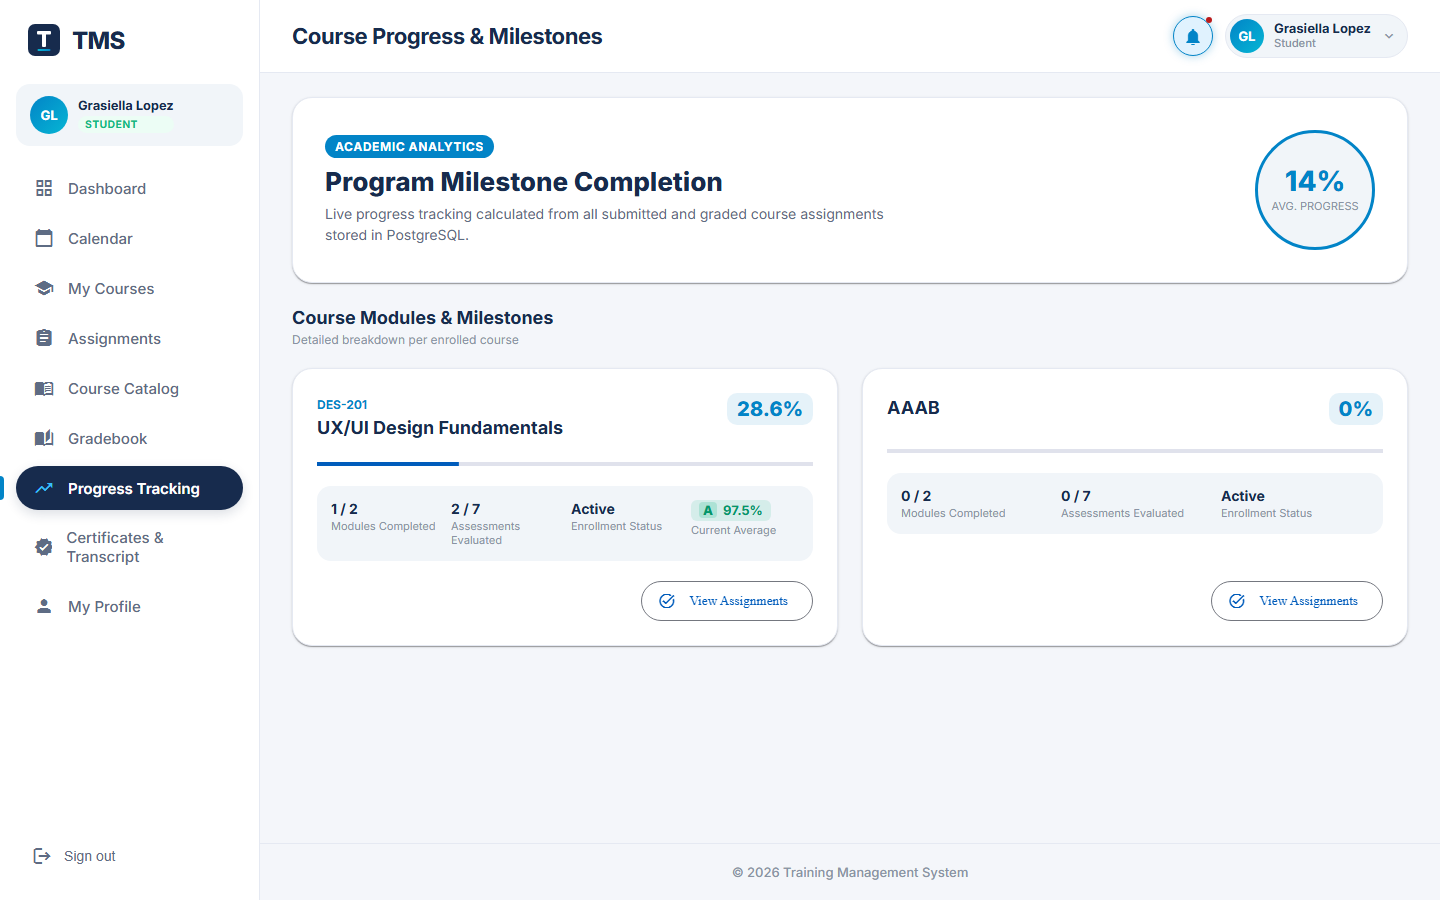 TMS
GL
Grasiella Lopez
STUDENT
Dashboard
Calendar
My Courses
Assignments
Course Catalog
Gradebook
Progress Tracking
Certificates &
Transcript
My Profile
Sign out
Course Progress & Milestones
GL
Grasiella Lopez
Student
ACADEMIC ANALYTICS
Program Milestone Completion
Live progress tracking calculated from all submitted and graded course assignments
stored in PostgreSQL.
14%
AVG. PROGRESS
Course Modules & Milestones
Detailed breakdown per enrolled course
DES-201
UX/UI Design Fundamentals
28.6%
1 / 2
Modules Completed
2 / 7
Assessments
Evaluated
Active
Enrollment Status
A 97.5%
Current Average
View Assignments
AAAB
0%
0 / 2
Modules Completed
0 / 7
Assessments Evaluated
Active
Enrollment Status
View Assignments
© 2026 Training Management System